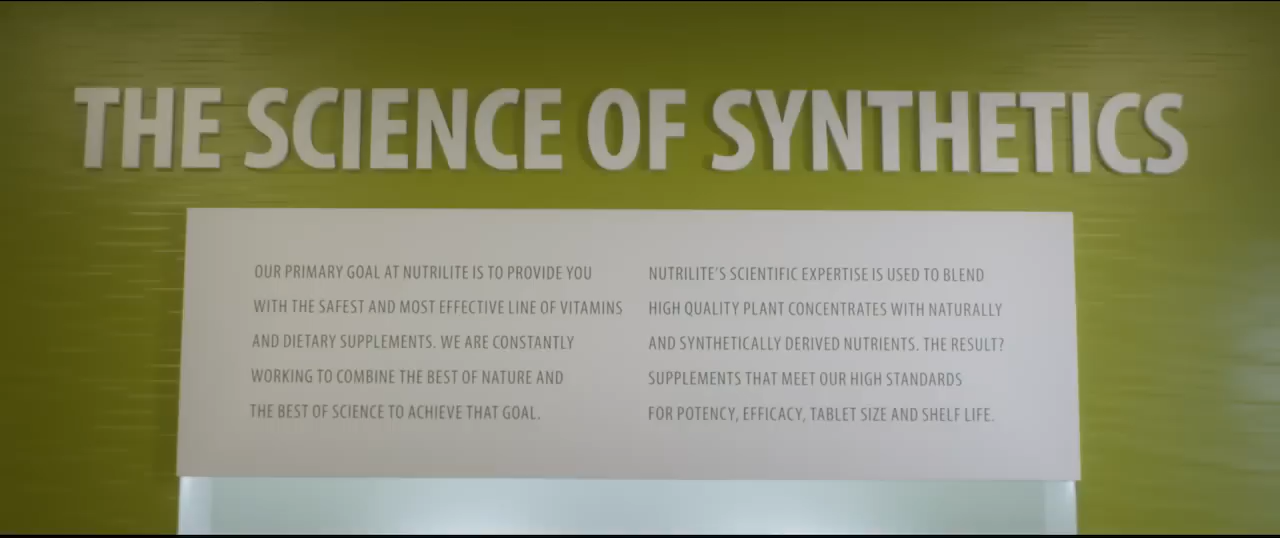 THE SCIENCE OF SYNTHETICS
OUR PRIMARY GOAL AT NUTRILITE IS TO PROVIDE YOU
WITH THE SAFEST AND MOST EFFECTIVE LINE OF VITAMINS
AND DIETARY SUPPLEMENTS. WE ARE CONSTANTLY
WORKING TO COMBINE THE BEST OF NATURE AND
THE BEST OF SCIENCE TO ACHIEVE THAT GOAL.
NUTRILITE'S SCIENTIFIC EXPERTISE IS USED TO BLEND
HIGH QUALITY PLANT CONCENTRATES WITH NATURALLY
AND SYNTHETICALLY DERIVED NUTRIENTS. THE RESULT?
SUPPLEMENTS THAT MEET OUR HIGH STANDARDS
FOR POTENCY, EFFICACY, TABLET SIZE AND SHELF LIFE.